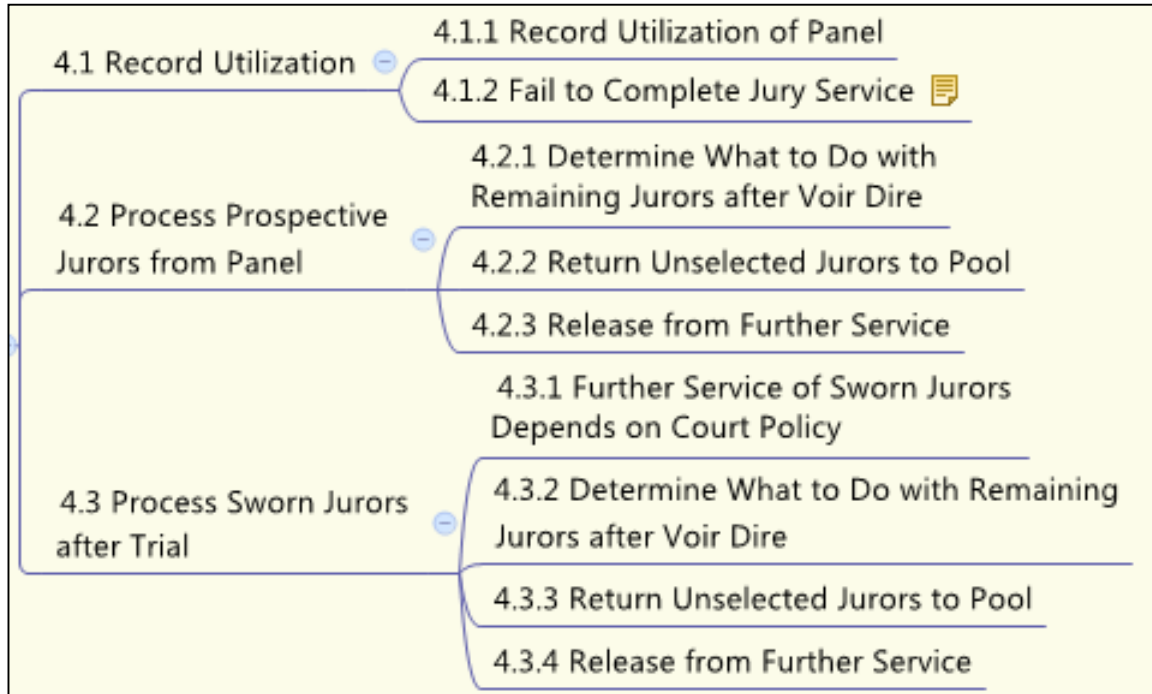 4.1 Record Utilization
4.1.1 Record Utilization of Panel
4.1.2 Fail to Complete Jury Service
4.2 Process Prospective
Jurors from Panel
4.2.1 Determine What to Do with
Remaining Jurors after Voir Dire
4.2.2 Return Unselected Jurors to Pool
4.2.3 Release from Further Service
4.3 Process Sworn Jurors
after Trial
4.3.1 Further Service of Sworn Jurors
Depends on Court Policy
4.3.2 Determine What to Do with Remaining
Jurors after Voir Dire
4.3.3 Return Unselected Jurors to Pool
4.3.4 Release from Further Service